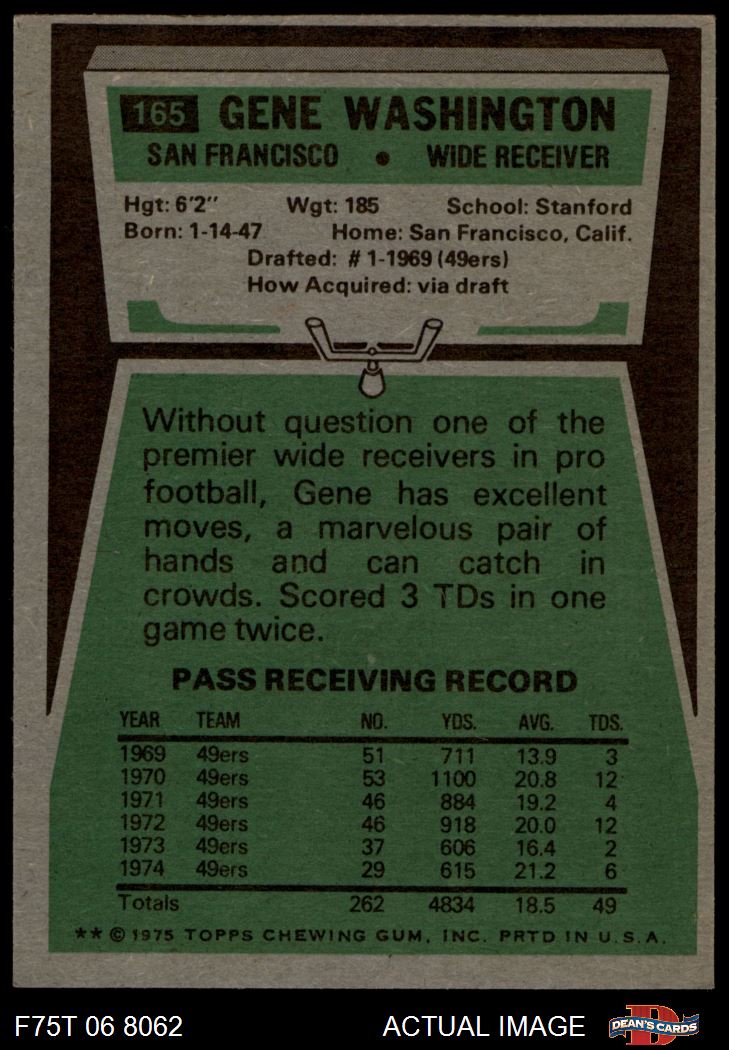 165 GENE WASHINGTON
SAN FRANCISCO • WIDE RECEIVER
Hgt: 6'2" Wgt: 185 School: Stanford
Born: 1-14-47 Home: San Francisco, Calif.
Drafted: # 1-1969 (49ers)
How Acquired: via draft
Without question one of the
premier wide receivers in pro
football, Gene has excellent
moves, a marvelous pair of
hands and can catch in
crowds. Scored 3 TDs in one
game twice.
PASS RECEIVING RECORD
YEAR TEAM NO. YDS. AVG. TDS.
1969 49ers 51 711 13.9 3
1970 49ers 53 1100 20.8 12
1971 49ers 46 884 19.2 4
1972 49ers 46 918 20.0 12
1973 49ers 37 606 16.4 2
1974 49ers 29 615 21.2 6
Totals 262 4834 18.5 49
** © 1975 TOPPS CHEWING GUM, INC. PRTD IN U.S.A.
F75T 06 8062 ACTUAL IMAGE D DEAN'S CARDS